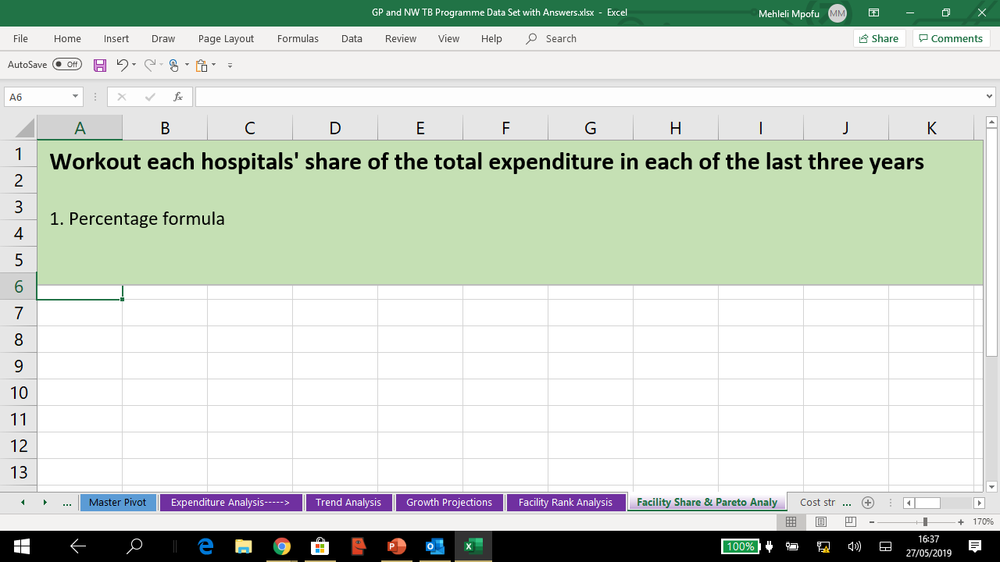 GP and NW TB Programme Data Set with Answers.xlsx - Excel
Mehleli Mpofu
MM
File Home Insert Draw Page Layout Formulas Data Review View Help Search
Share
Comments
AutoSave Off
A6
fx
A B C D E F G H I J K
1
Workout each hospitals' share of the total expenditure in each of the last three years
2
3
1. Percentage formula
4
5
6
7
8
9
10
11
12
13
... Master Pivot Expenditure Analysis-----> Trend Analysis Growth Projections Facility Rank Analysis Facility Share & Pareto Analy Cost str ...
170%
100%
16:37
27/05/2019